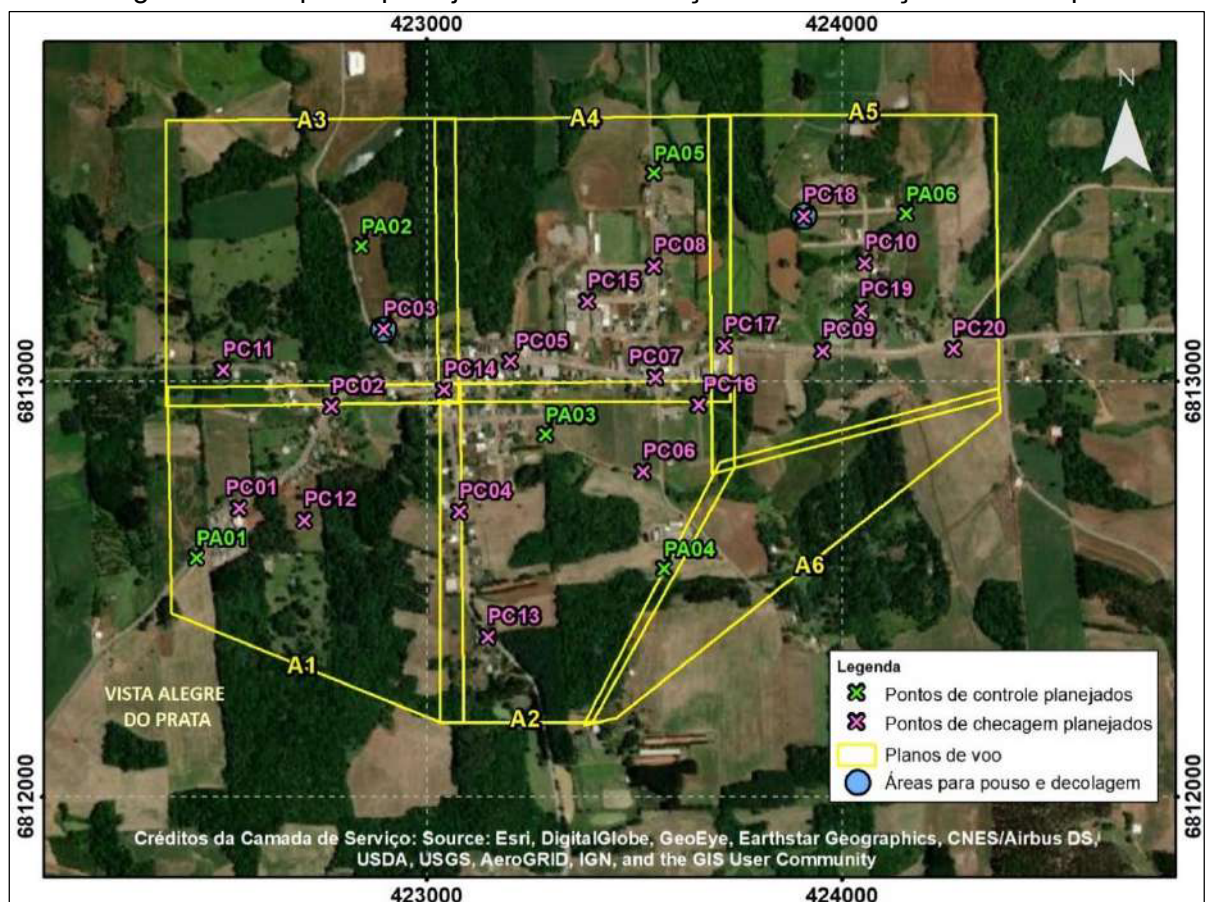 423000
424000
N
A3
A4
A5
PA05
PC18
PA06
PA02
PC08
PC10
PC15
PC19
PC03
PC17
PC05
PC09
PC20
PC11
PC07
PC14
6813000
6813000
PC02
PC16
PA03
PC06
PC01
PC04
PC12
PA01
PA04
A6
PC13
A1
A2
VISTA ALEGRE
DO PRATA
Legenda
Pontos de controle planejados
Pontos de checagem planejados
Planos de voo
Áreas para pouso e decolagem
6812000
6812000
Créditos da Camada de Serviço: Source: Esri, DigitalGlobe, GeoEye, Earthstar Geographics, CNES/Airbus DS,
USDA, USGS, AeroGRID, IGN, and the GIS User Community
423000
424000